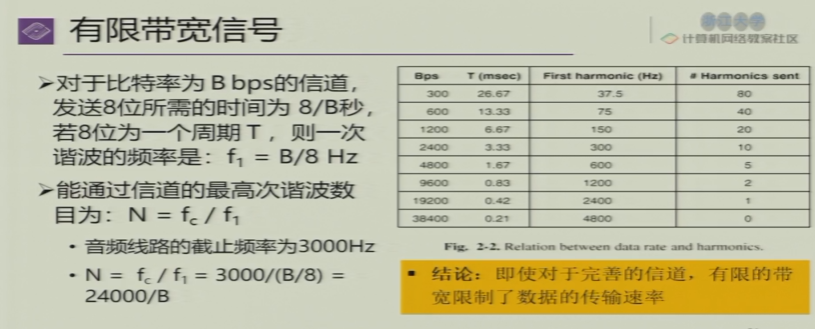 有限带宽信号
计算机网络教案社区
➢对于比特率为 B bps的信道，
发送8位所需的时间为 8/B秒，
若8位为一个周期T，则一次
谐波的频率是：f₁ = B/8 Hz
➢能通过信道的最高次谐波数
目为：N = f_c / f₁
• 音频线路的截止频率为3000Hz
• N = f_c / f₁ = 3000/(B/8) =
24000/B
Bps T (msec) First harmonic (Hz) # Harmonics sent
300 26.67 37.5 80
600 13.33 75 40
1200 6.67 150 20
2400 3.33 300 10
4800 1.67 600 5
9600 0.83 1200 2
19200 0.42 2400 1
38400 0.21 4800 0
Fig. 2-2. Relation between data rate and harmonics.
▪ 结论：即使对于完善的信道，有限的带
宽限制了数据的传输速率